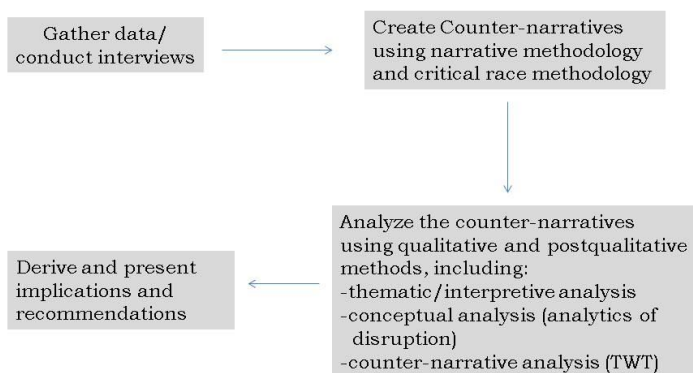 Gather data/
conduct interviews
Create Counter-narratives
using narrative methodology
and critical race methodology
Analyze the counter-narratives
using qualitative and postqualitative
methods, including:
-thematic/interpretive analysis
-conceptual analysis (analytics of
disruption)
-counter-narrative analysis (TWT)
Derive and present
implications and
recommendations